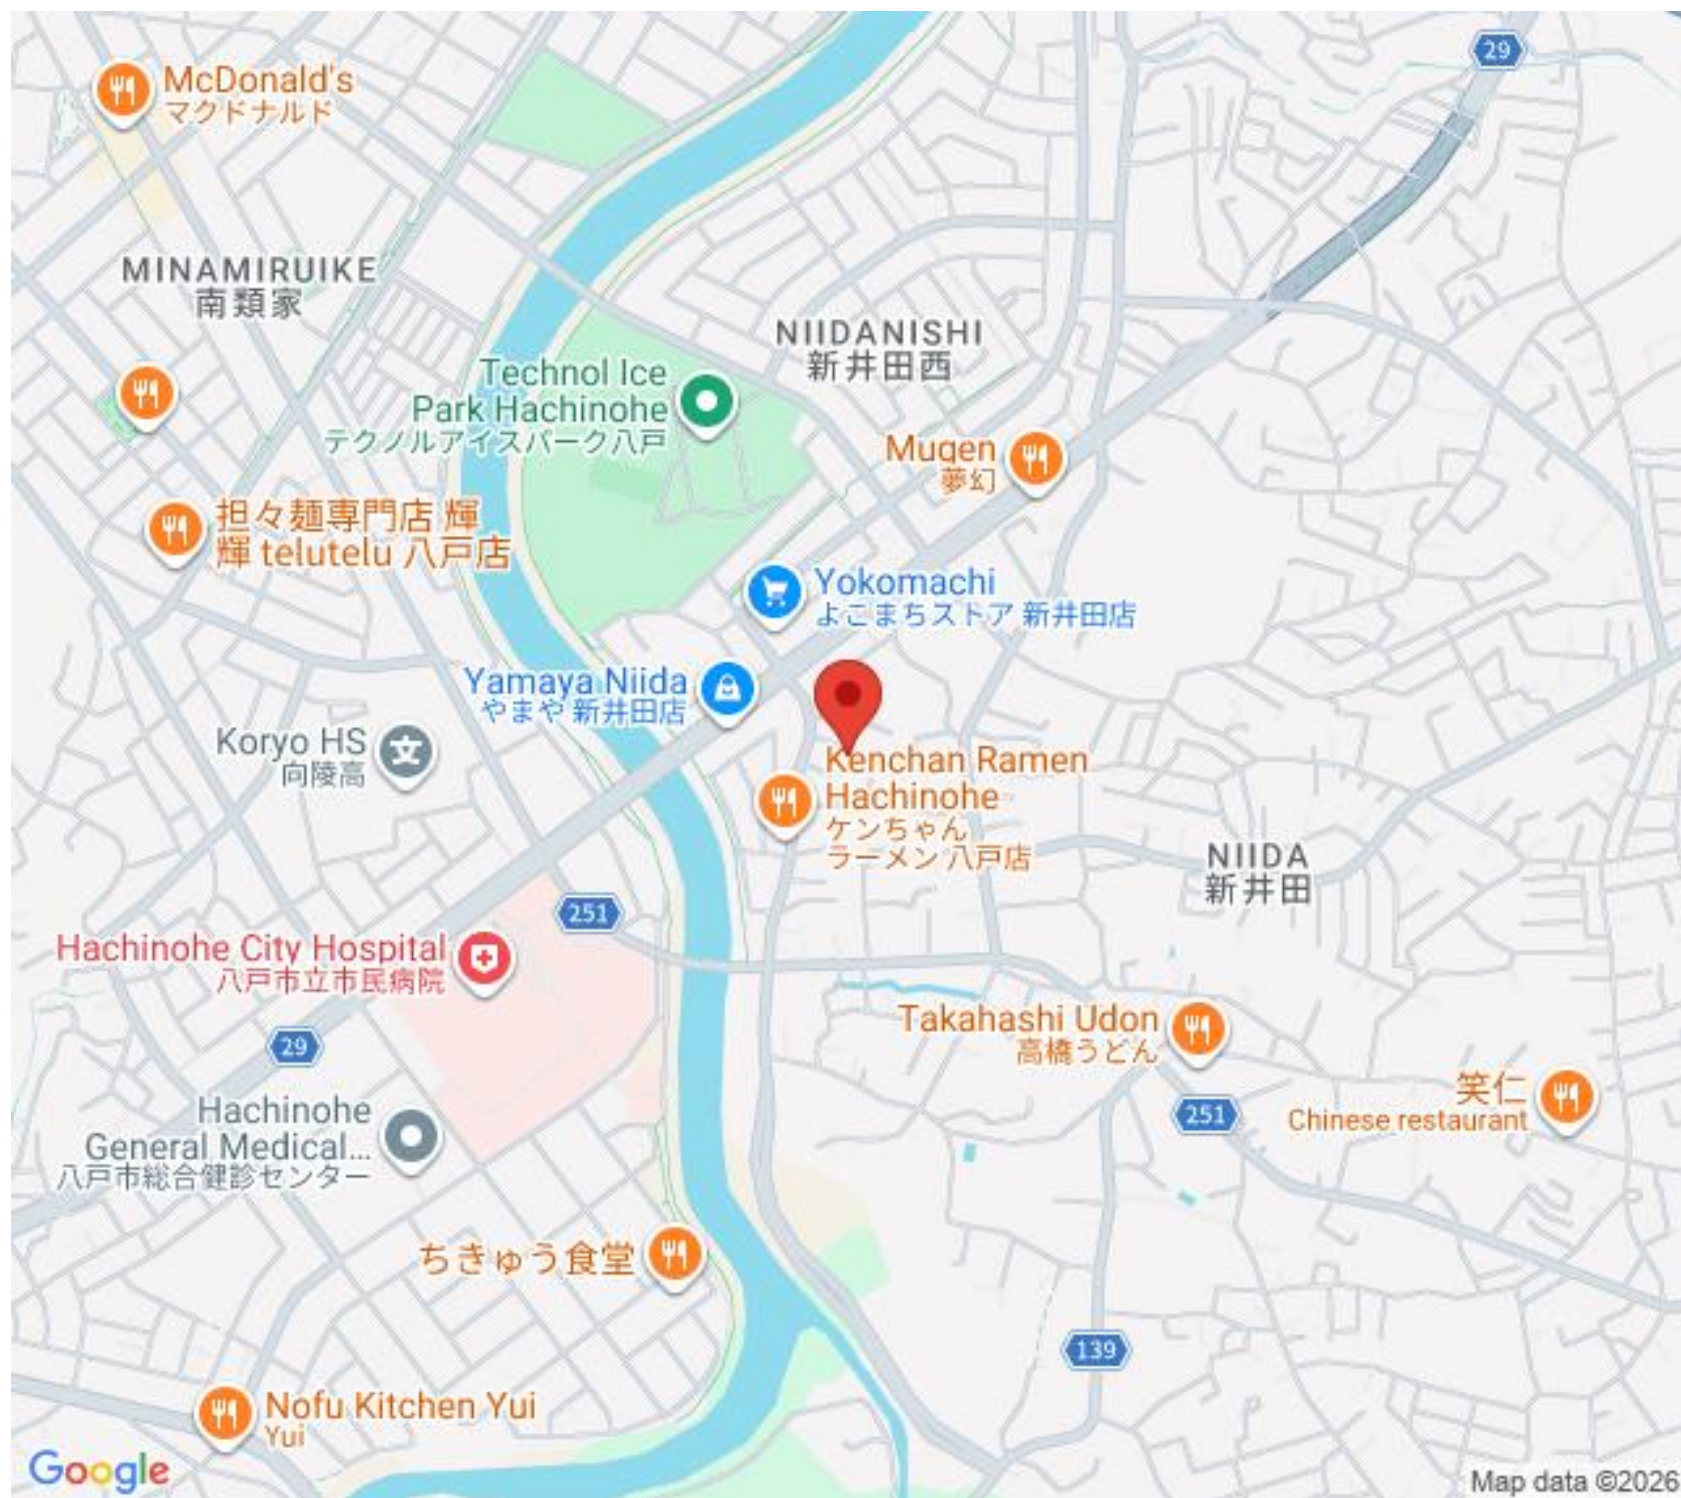 29
McDonald's
マクドナルド
MINAMIRUIKE
南類家
NIIDANISHI
新井田西
Technol Ice
Park Hachinohe
テクノルアイスパーク八戸
Mugen
夢幻
担々麺専門店 輝
輝 telutelu 八戸店
Yokomachi
よこまちストア 新井田店
Yamaya Niida
やまや 新井田店
Koryo HS
向陵高
Kenchan Ramen
Hachinohe
ケンちゃん
ラーメン 八戸店
NIIDA
新井田
251
Hachinohe City Hospital
八戸市立市民病院
29
Takahashi Udon
高橋うどん
笑仁
Chinese restaurant
251
Hachinohe
General Medical...
八戸市総合健診センター
ちきゅう食堂
139
Nofu Kitchen Yui
Yui
Google
Map data ©2026